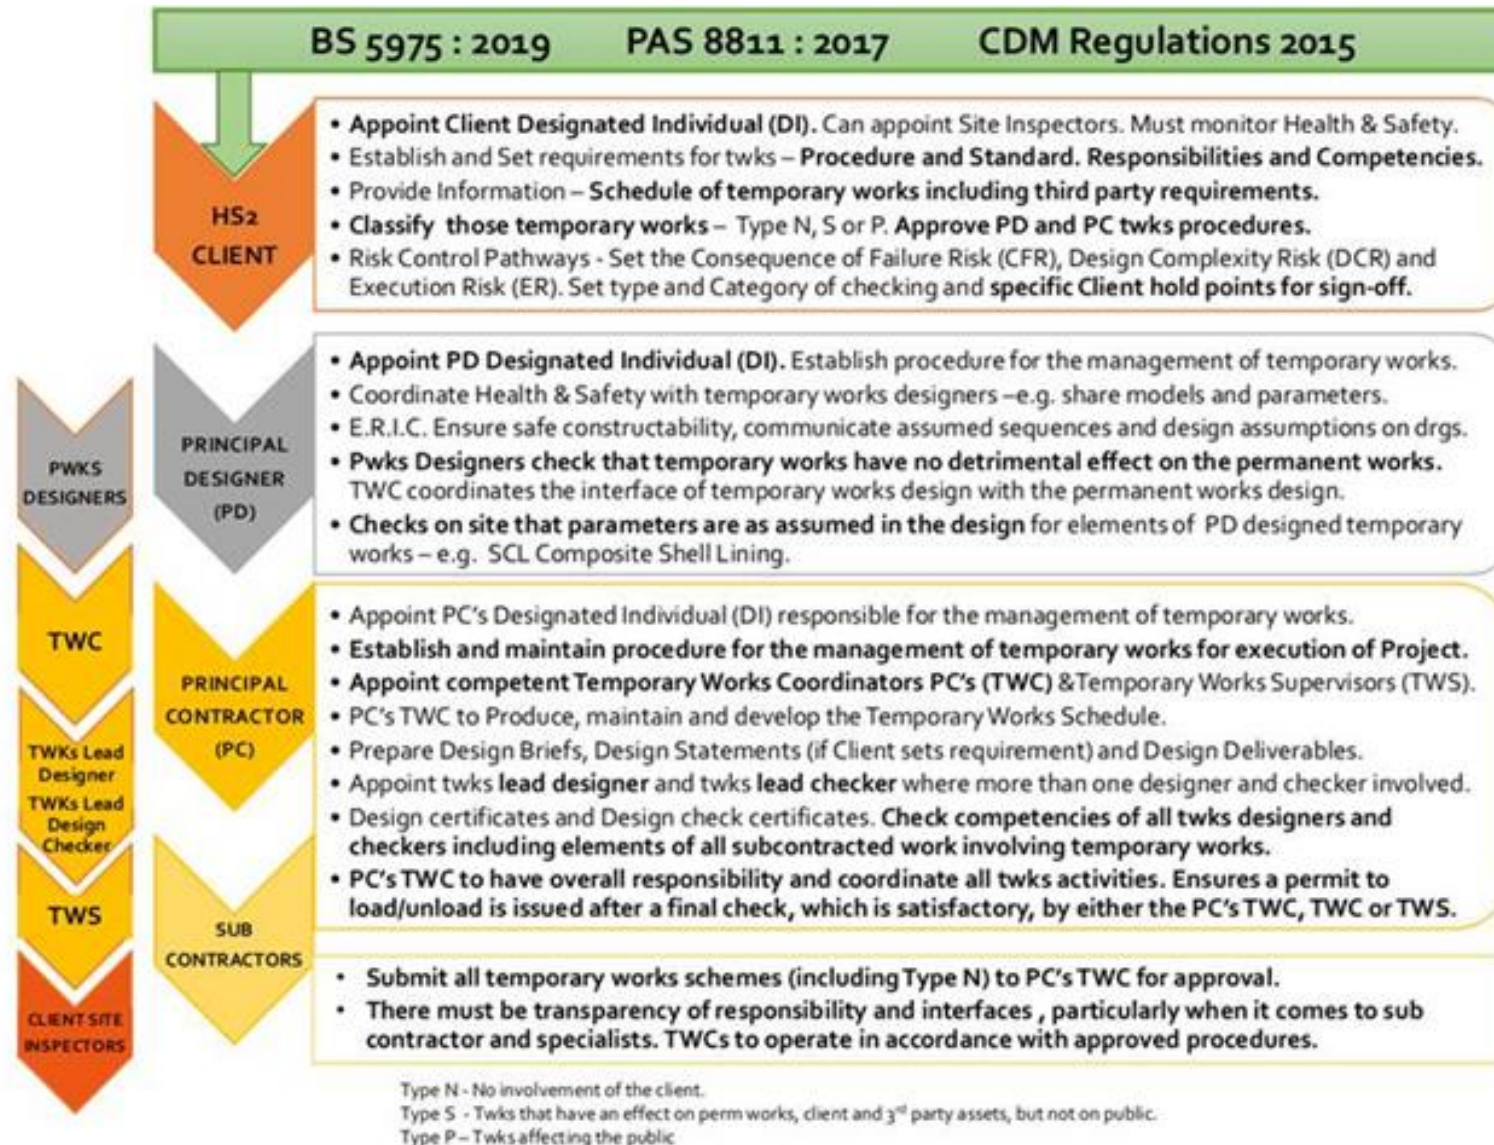 BS 5975 : 2019 PAS 8811 : 2017 CDM Regulations 2015
HS2
CLIENT
• Appoint Client Designated Individual (DI). Can appoint Site Inspectors. Must monitor Health & Safety.
• Establish and Set requirements for twks – Procedure and Standard. Responsibilities and Competencies.
• Provide Information – Schedule of temporary works including third party requirements.
• Classify those temporary works – Type N, S or P. Approve PD and PC twks procedures.
• Risk Control Pathways - Set the Consequence of Failure Risk (CFR), Design Complexity Risk (DCR) and
Execution Risk (ER). Set type and Category of checking and specific Client hold points for sign-off.
PWKS
DESIGNERS
PRINCIPAL
DESIGNER
(PD)
• Appoint PD Designated Individual (DI). Establish procedure for the management of temporary works.
• Coordinate Health & Safety with temporary works designers –e.g. share models and parameters.
• E.R.I.C. Ensure safe constructability, communicate assumed sequences and design assumptions on drgs.
• Pwks Designers check that temporary works have no detrimental effect on the permanent works.
TWC coordinates the interface of temporary works design with the permanent works design.
• Checks on site that parameters are as assumed in the design for elements of PD designed temporary
works – e.g. SCL Composite Shell Lining.
TWC
TWKs Lead
Designer
TWKs Lead
Design
Checker
TWS
PRINCIPAL
CONTRACTOR
(PC)
• Appoint PC's Designated Individual (DI) responsible for the management of temporary works.
• Establish and maintain procedure for the management of temporary works for execution of Project.
• Appoint competent Temporary Works Coordinators PC's (TWC) &Temporary Works Supervisors (TWS).
• PC's TWC to Produce, maintain and develop the Temporary Works Schedule.
• Prepare Design Briefs, Design Statements (if Client sets requirement) and Design Deliverables.
• Appoint twks lead designer and twks lead checker where more than one designer and checker involved.
• Design certificates and Design check certificates. Check competencies of all twks designers and
checkers including elements of all subcontracted work involving temporary works.
• PC's TWC to have overall responsibility and coordinate all twks activities. Ensures a permit to
load/unload is issued after a final check, which is satisfactory, by either the PC's TWC, TWC or TWS.
SUB
CONTRACTORS
CLIENT SITE
INSPECTORS
• Submit all temporary works schemes (including Type N) to PC's TWC for approval.
• There must be transparency of responsibility and interfaces , particularly when it comes to sub
contractor and specialists. TWCs to operate in accordance with approved procedures.
Type N - No involvement of the client.
Type S - Twks that have an effect on perm works, client and 3rd party assets, but not on public.
Type P – Twks affecting the public